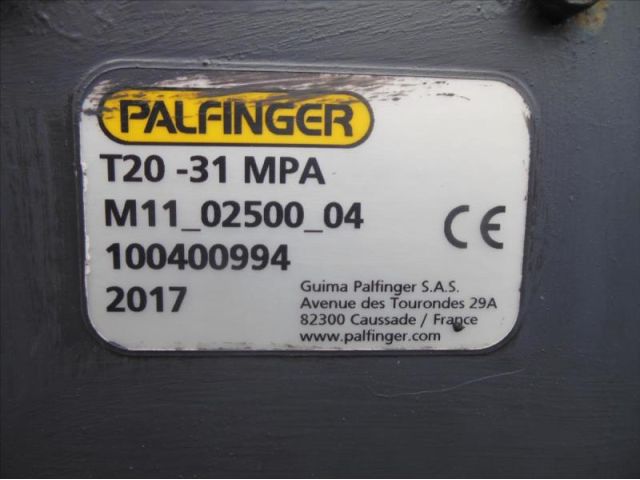 PALFINGER
T20 -31 MPA
M11_02500_04
100400994
2017
CE
Guima Palfinger S.A.S.
Avenue des Tourondes 29A
82300 Caussade / France
www.palfinger.com